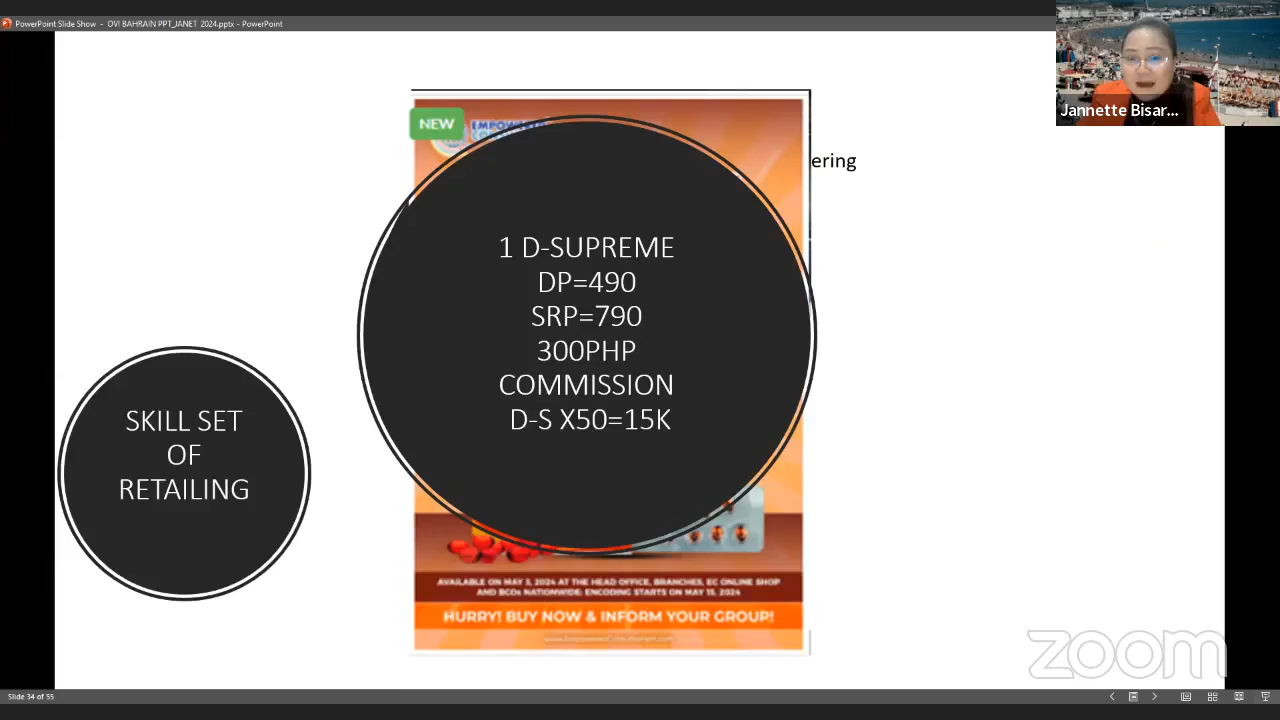 PowerPoint Slide Show - OVI BAHRAIN PPT_JANET 2024.pptx - PowerPoint
Jannette Bisar...
NEW
EMPOWERED
ering
1 D-SUPREME
DP=490
SRP=790
300PHP
COMMISSION
D-S X50=15K
SKILL SET
OF
RETAILING
AVAILABLE ON MAY 3, 2024 AT THE HEAD OFFICE, BRANCHES, EC ONLINE SHOP
AND BCOs NATIONWIDE; ENCODING STARTS ON MAY 15, 2024
HURRY! BUY NOW & INFORM YOUR GROUP!
zoom
Slide 34 of 55